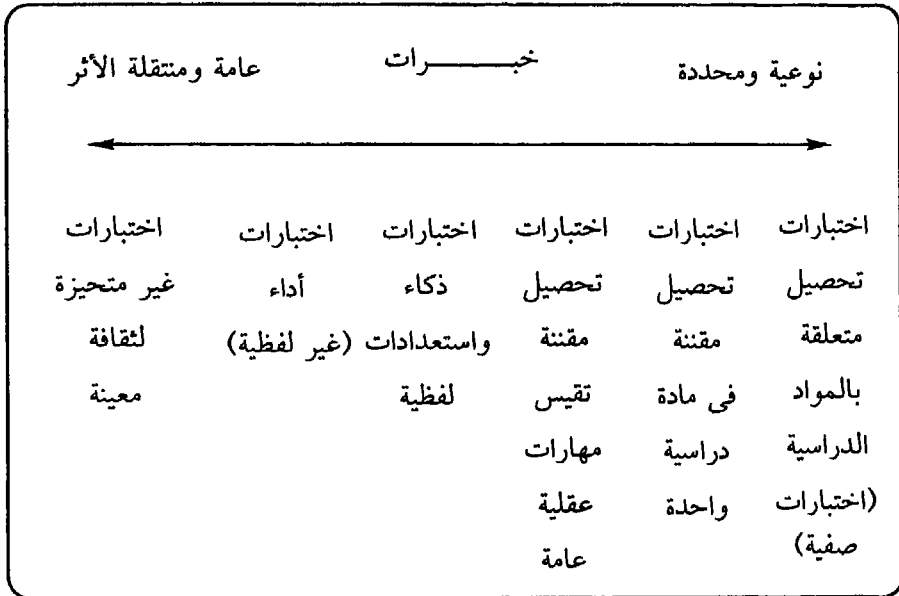 نوعية ومحددة خبـــــرات عامة ومنتقلة الأثر
اختبارات اختبارات اختبارات اختبارات اختبارات اختبارات
تحصيل تحصيل تحصيل ذكاء أداء غير متحيزة
متعلقة مقننة مقننة واستعدادات (غير لفظية) لثقافة
بالمواد فى مادة تقيس لفظية معينة
الدراسية دراسية مهارات
(اختبارات واحدة عقلية
صفية) عامة